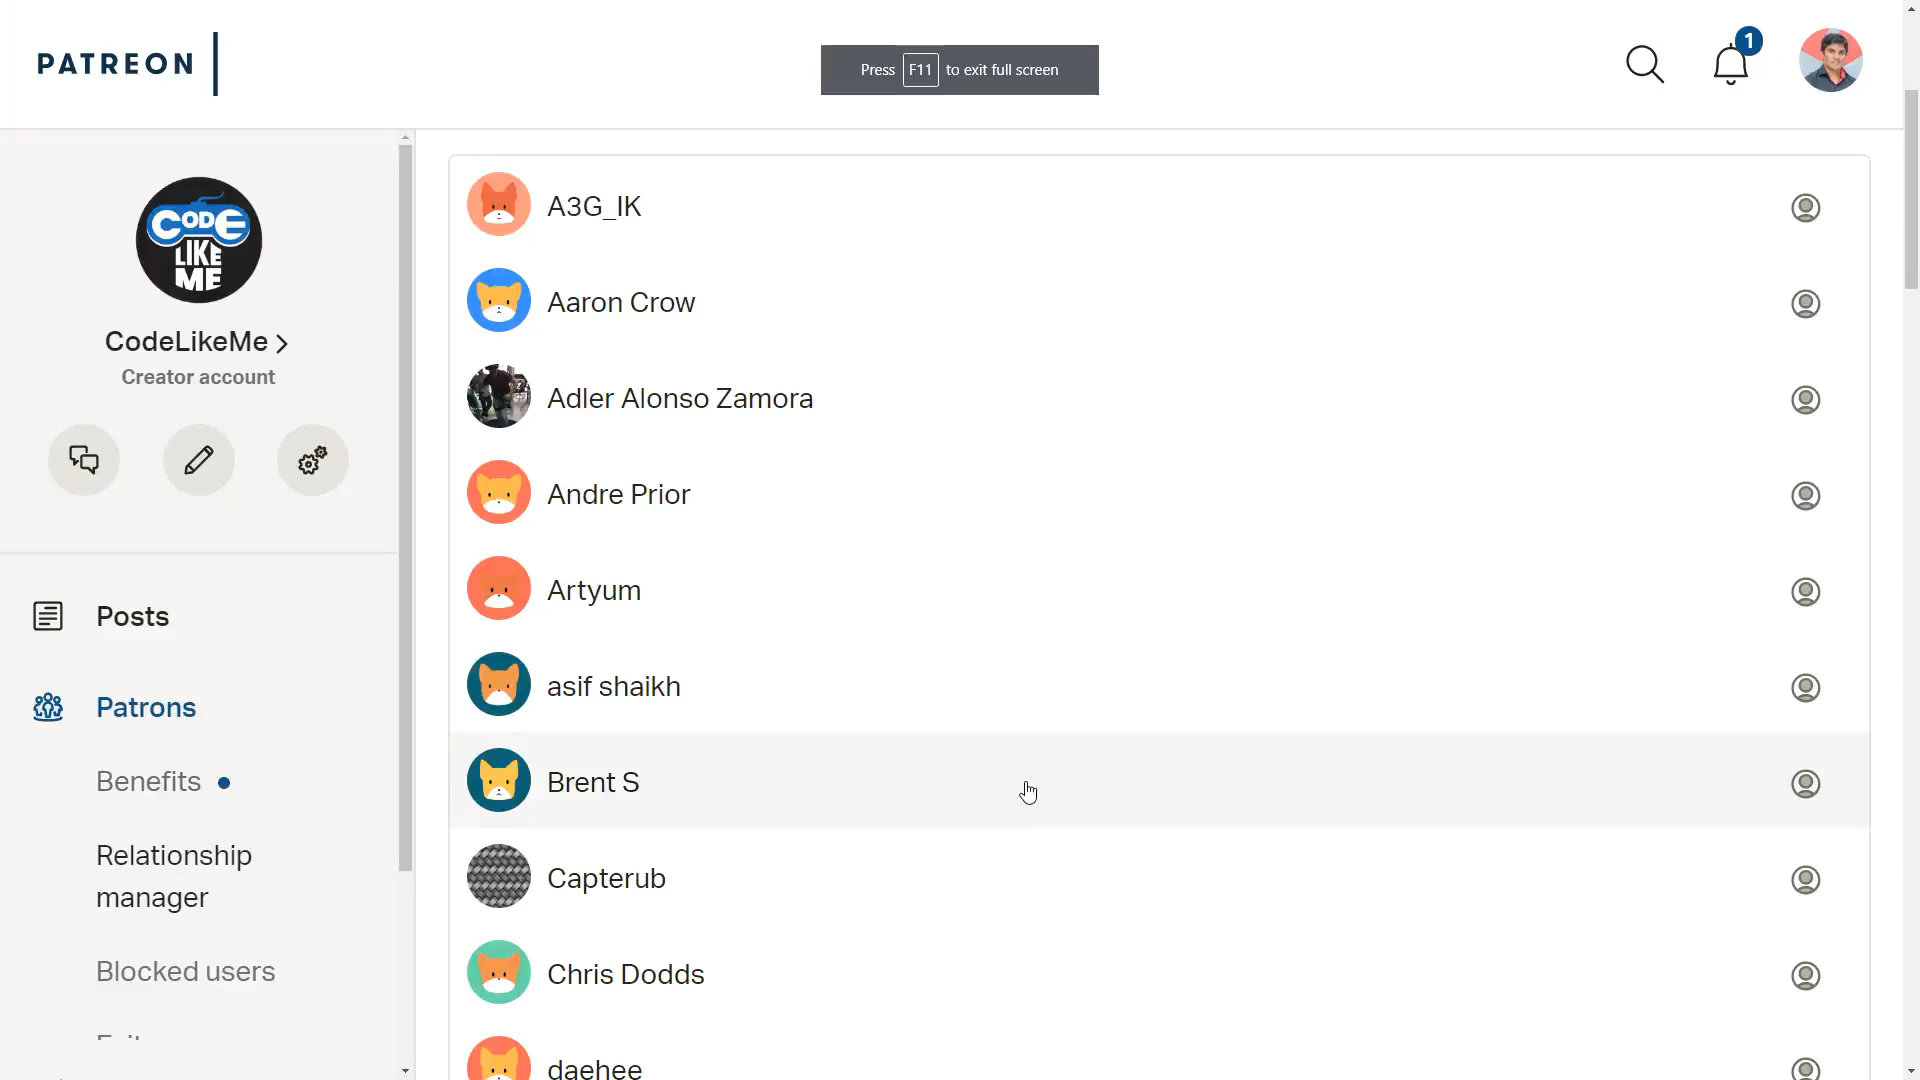 PATREON
Press F11 to exit full screen
1
CODE
LIKE
ME
CodeLikeMe
Creator account
Posts
Patrons
Benefits
Relationship
manager
Blocked users
A3G_IK
Aaron Crow
Adler Alonso Zamora
Andre Prior
Artyum
asif shaikh
Brent S
Capterub
Chris Dodds
daehee